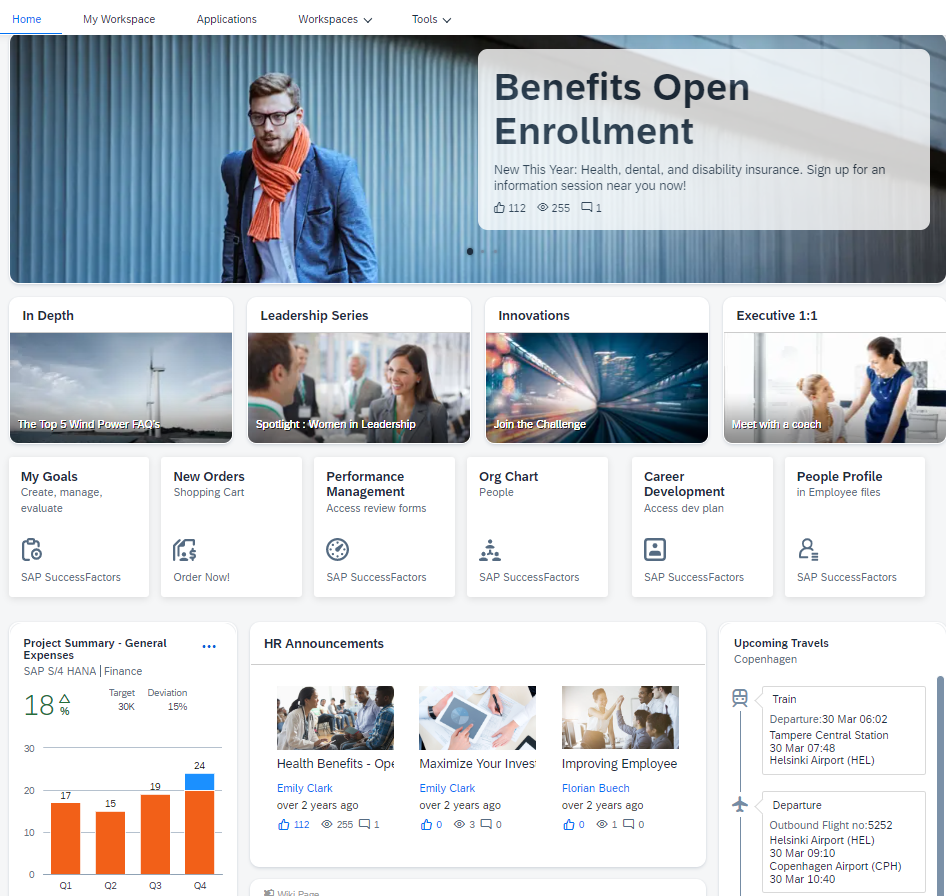 Home
My Workspace
Applications
Workspaces
Tools
Benefits Open
Enrollment
New This Year: Health, dental, and disability insurance. Sign up for an
information session near you now!
112 255 1
In Depth
The Top 5 Wind Power FAQ's
Leadership Series
Spotlight : Women in Leadership
Innovations
Join the Challenge
Executive 1:1
Meet with a coach
My Goals
Create, manage,
evaluate
SAP SuccessFactors
New Orders
Shopping Cart
Order Now!
Performance
Management
Access review forms
SAP SuccessFactors
Org Chart
People
SAP SuccessFactors
Career
Development
Access dev plan
SAP SuccessFactors
People Profile
in Employee files
SAP SuccessFactors
Project Summary - General
Expenses
SAP S/4 HANA | Finance
18 %
Target
30K
Deviation
15%
30
20
10
0
17
15
19
24
Q1
Q2
Q3
Q4
HR Announcements
Health Benefits - Ope
Emily Clark
over 2 years ago
112 255 1
Maximize Your Inves
Emily Clark
over 2 years ago
0 3 0
Improving Employee
Florian Buech
over 2 years ago
0 1 0
Wiki Page
Upcoming Travels
Copenhagen
Train
Departure:30 Mar 06:02
Tampere Central Station
30 Mar 07:48
Helsinki Airport (HEL)
Departure
Outbound Flight no:5252
Helsinki Airport (HEL)
30 Mar 09:10
Copenhagen Airport (CPH)
30 Mar 10:40